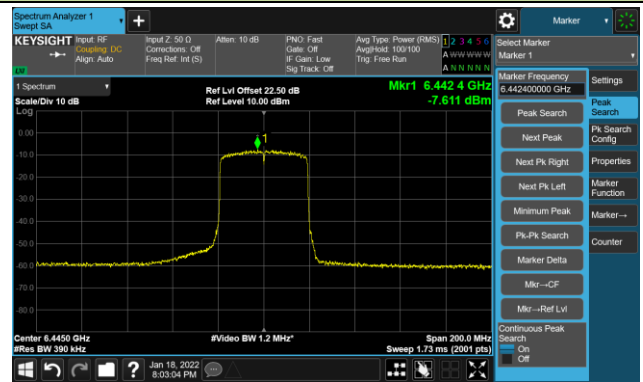 Spectrum Analyzer 1
Swept SA
Marker
KEYSIGHT
Input: RF
Coupling: DC
Align: Auto
Input Z: 50 Ω
Corrections: Off
Freq Ref: Int (S)
Atten: 10 dB
PNO: Fast
Gate: Off
IF Gain: Low
Sig Track: Off
Avg Type: Power (RMS)
Avg|Hold: 100/100
Trig: Free Run
1 2 3 4 5 6
A W W W W W
A N N N N N
LV
Select Marker
Marker 1
1 Spectrum
Scale/Div 10 dB
Log
Ref Lvl Offset 22.50 dB
Ref Level 10.00 dBm
Mkr1 6.442 4 GHz
-7.611 dBm
0.00
-10.0
-20.0
-30.0
-40.0
-50.0
-60.0
-70.0
-80.0
1
Center 6.4450 GHz
#Res BW 390 kHz
#Video BW 1.2 MHz*
Span 200.0 MHz
Sweep 1.73 ms (2001 pts)
Marker Frequency
6.442400000 GHz
Peak Search
Next Peak
Next Pk Right
Next Pk Left
Minimum Peak
Pk-Pk Search
Marker Delta
Mkr→CF
Mkr→Ref Lvl
Continuous Peak
Search
On
Off
Settings
Peak
Search
Pk Search
Config
Properties
Marker
Function
Marker→
Counter
Jan 18, 2022
8:03:04 PM